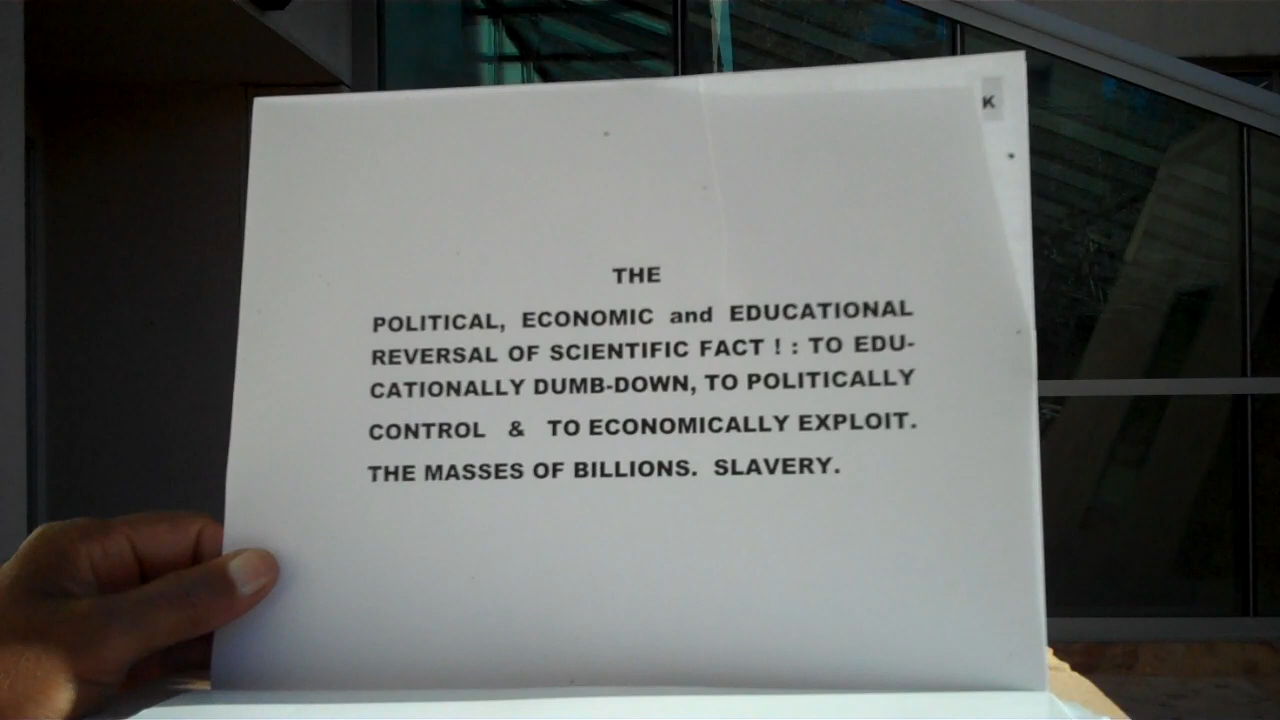 K
THE
POLITICAL, ECONOMIC and EDUCATIONAL
REVERSAL OF SCIENTIFIC FACT ! : TO EDU-
CATIONALLY DUMB-DOWN, TO POLITICALLY
CONTROL & TO ECONOMICALLY EXPLOIT.
THE MASSES OF BILLIONS. SLAVERY.